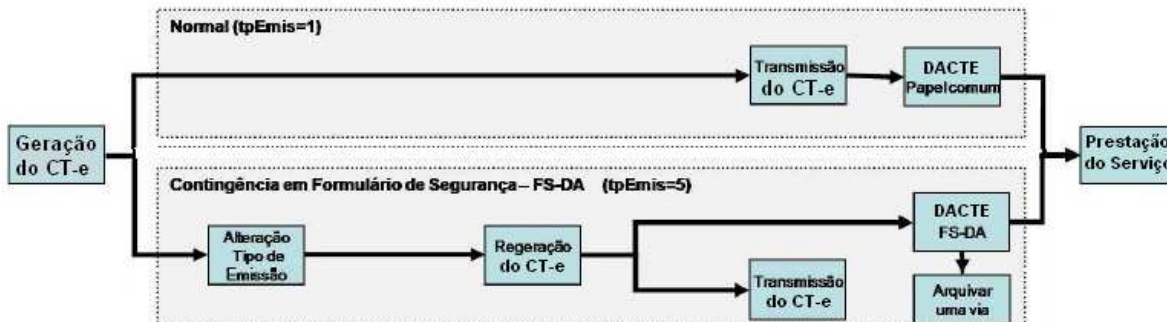 Normal (tpEmis=1)
Transmissão
do CT-e
DACTE
Papel comum
Geração
do CT-e
Prestação
do Serviço
Contingência em Formulário de Segurança – FS-DA (tpEmis=5)
Alteração
Tipo de
Emissão
Regeração
do CT-e
DACTE
FS-DA
Transmissão
do CT-e
Arquivar
uma via